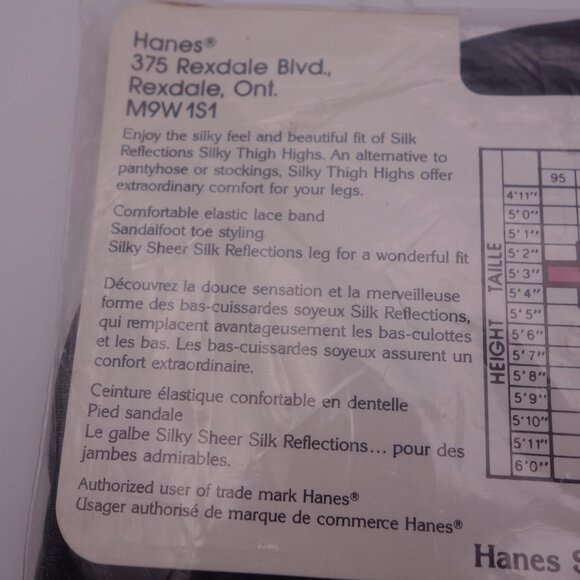 Hanes®
375 Rexdale Blvd.,
Rexdale, Ont.
M9W 1S1
Enjoy the silky feel and beautiful fit of Silk
Reflections Silky Thigh Highs. An alternative to
pantyhose or stockings, Silky Thigh Highs offer
extraordinary comfort for your legs.
Comfortable elastic lace band
Sandalfoot toe styling
Silky Sheer Silk Reflections leg for a wonderful fit
Découvrez la douce sensation et la merveilleuse
forme des bas-cuissardes soyeux Silk Reflections,
qui remplacent avantageusement les bas-culottes
et les bas. Les bas-cuissardes soyeux assurent un
confort extraordinaire.
Ceinture élastique confortable en dentelle
Pied sandale
Le galbe Silky Sheer Silk Reflections... pour des
jambes admirables.
Authorized user of trade mark Hanes®
Usager authorisé de marque de commerce Hanes®
HEIGHT TAILLE
95
4'11"
5'0"
5'1"
5'2"
5'3"
5'4"
5'5"
5'6"
5'7"
5'8"
5'9"
5'10"
5'11"
6'0"
Hanes S